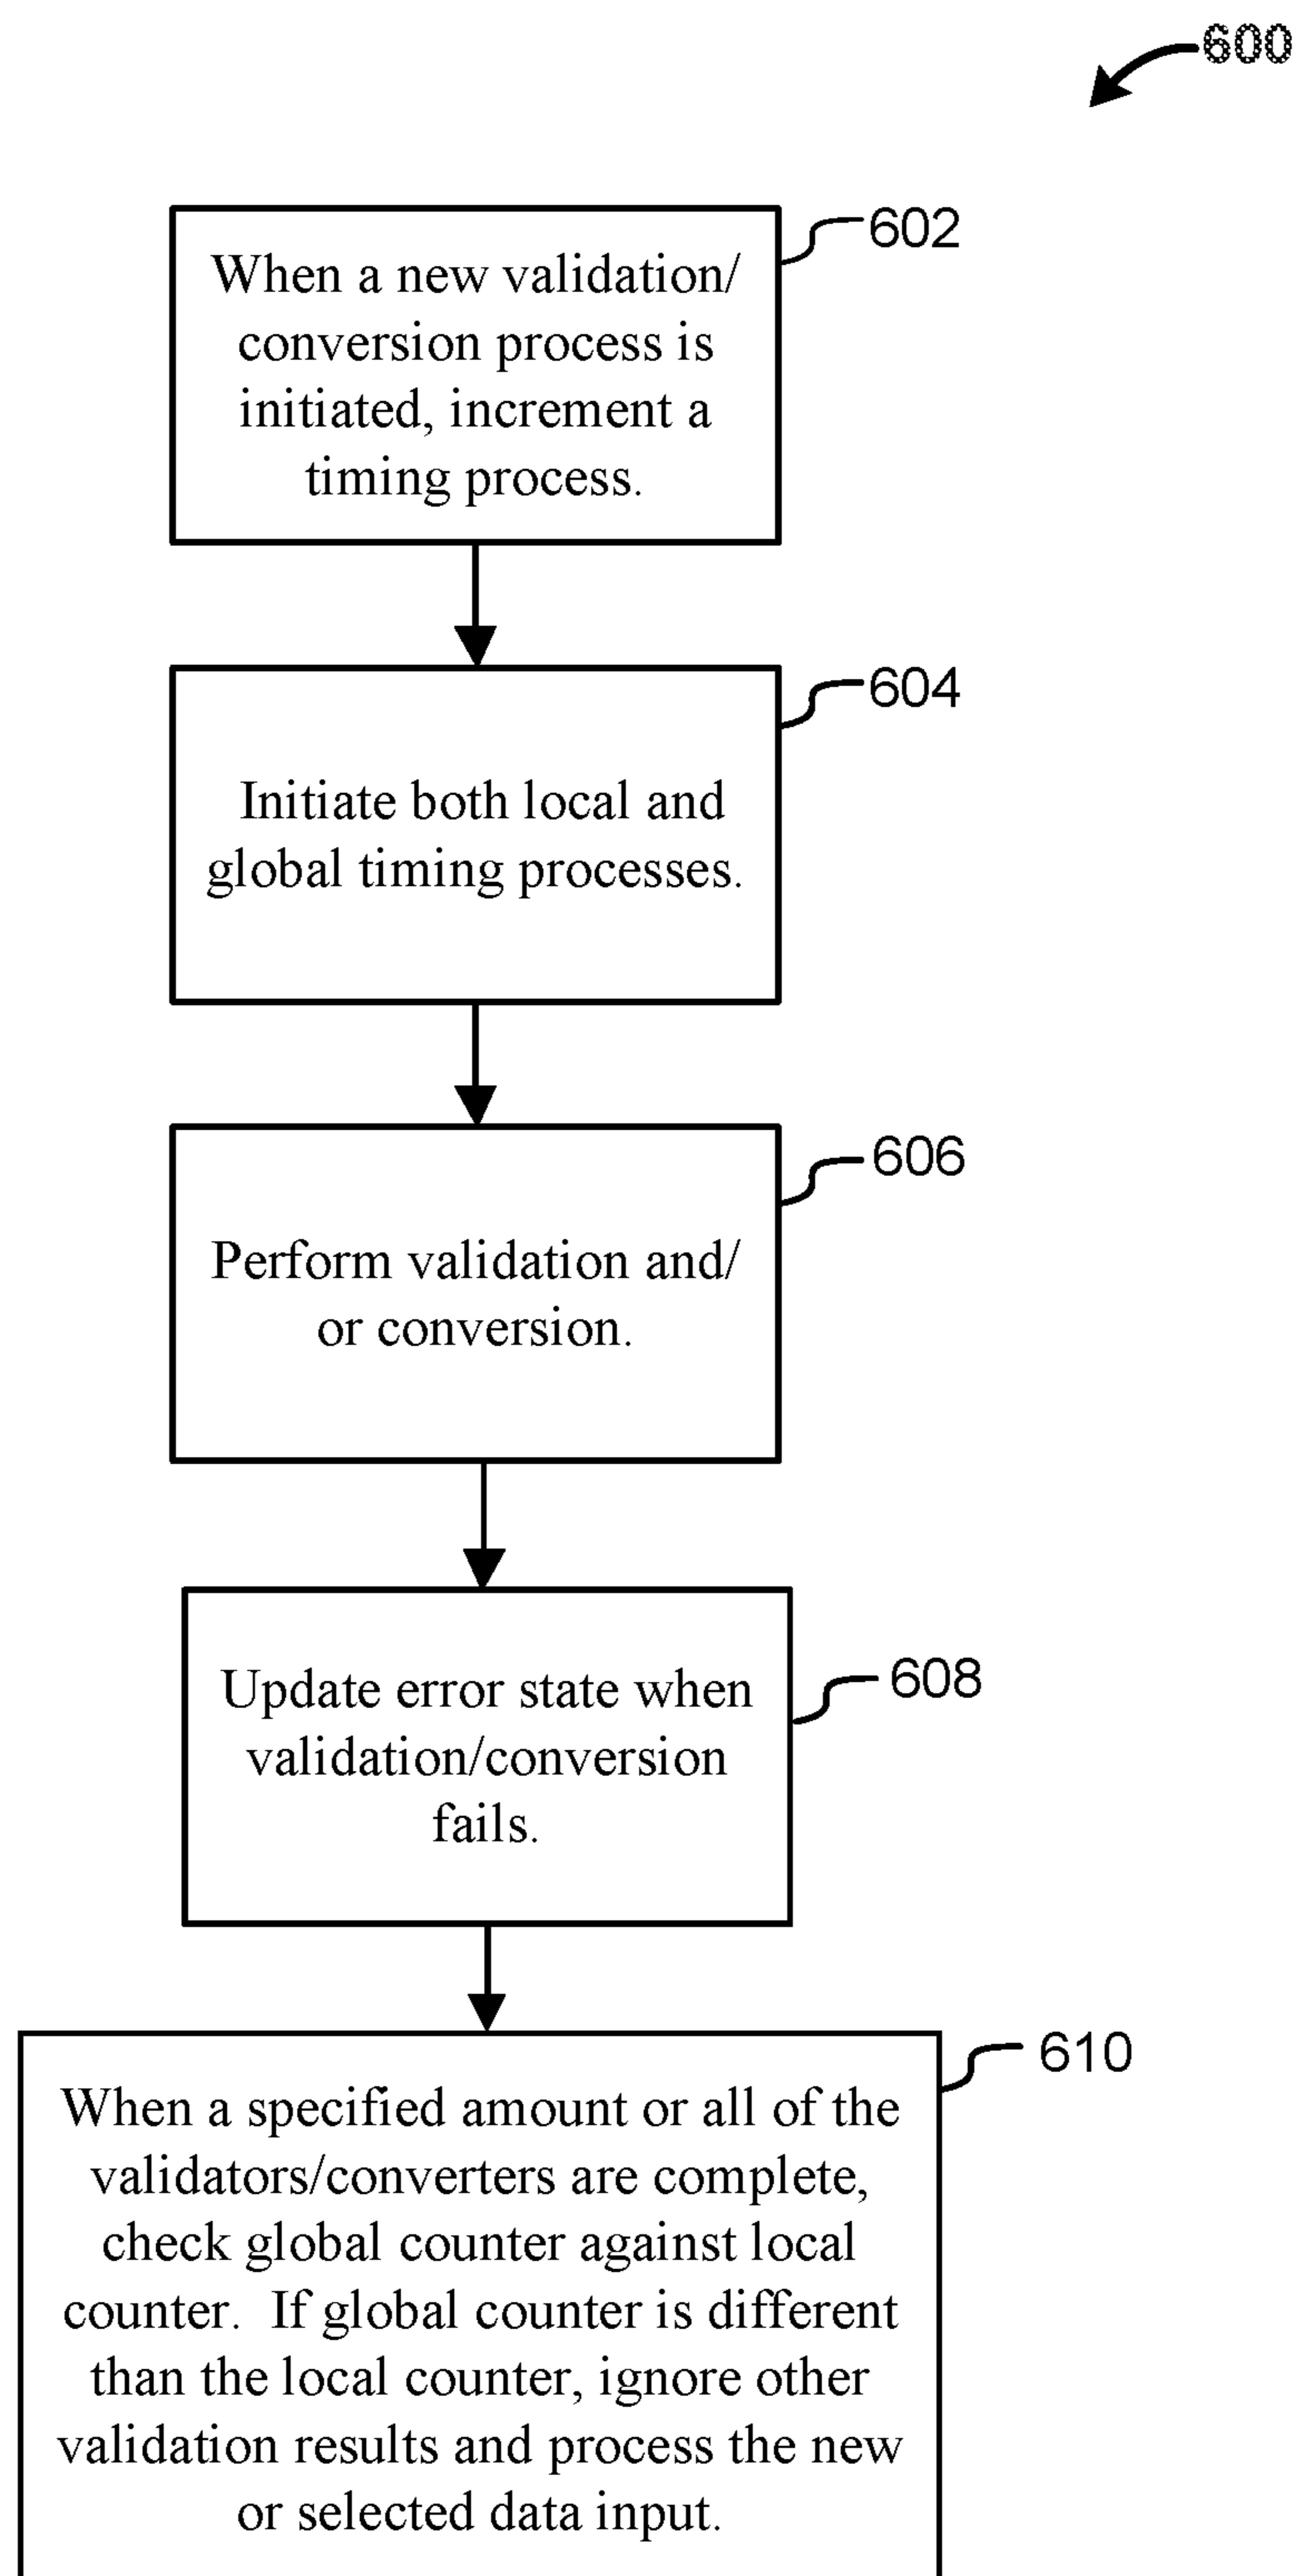 600
602
When a new validation/
conversion process is
initiated, increment a
timing process.
604
Initiate both local and
global timing processes.
606
Perform validation and/
or conversion.
608
Update error state when
validation/conversion
fails.
610
When a specified amount or all of the
validators/converters are complete,
check global counter against local
counter.  If global counter is different
than the local counter, ignore other
validation results and process the new
or selected data input.